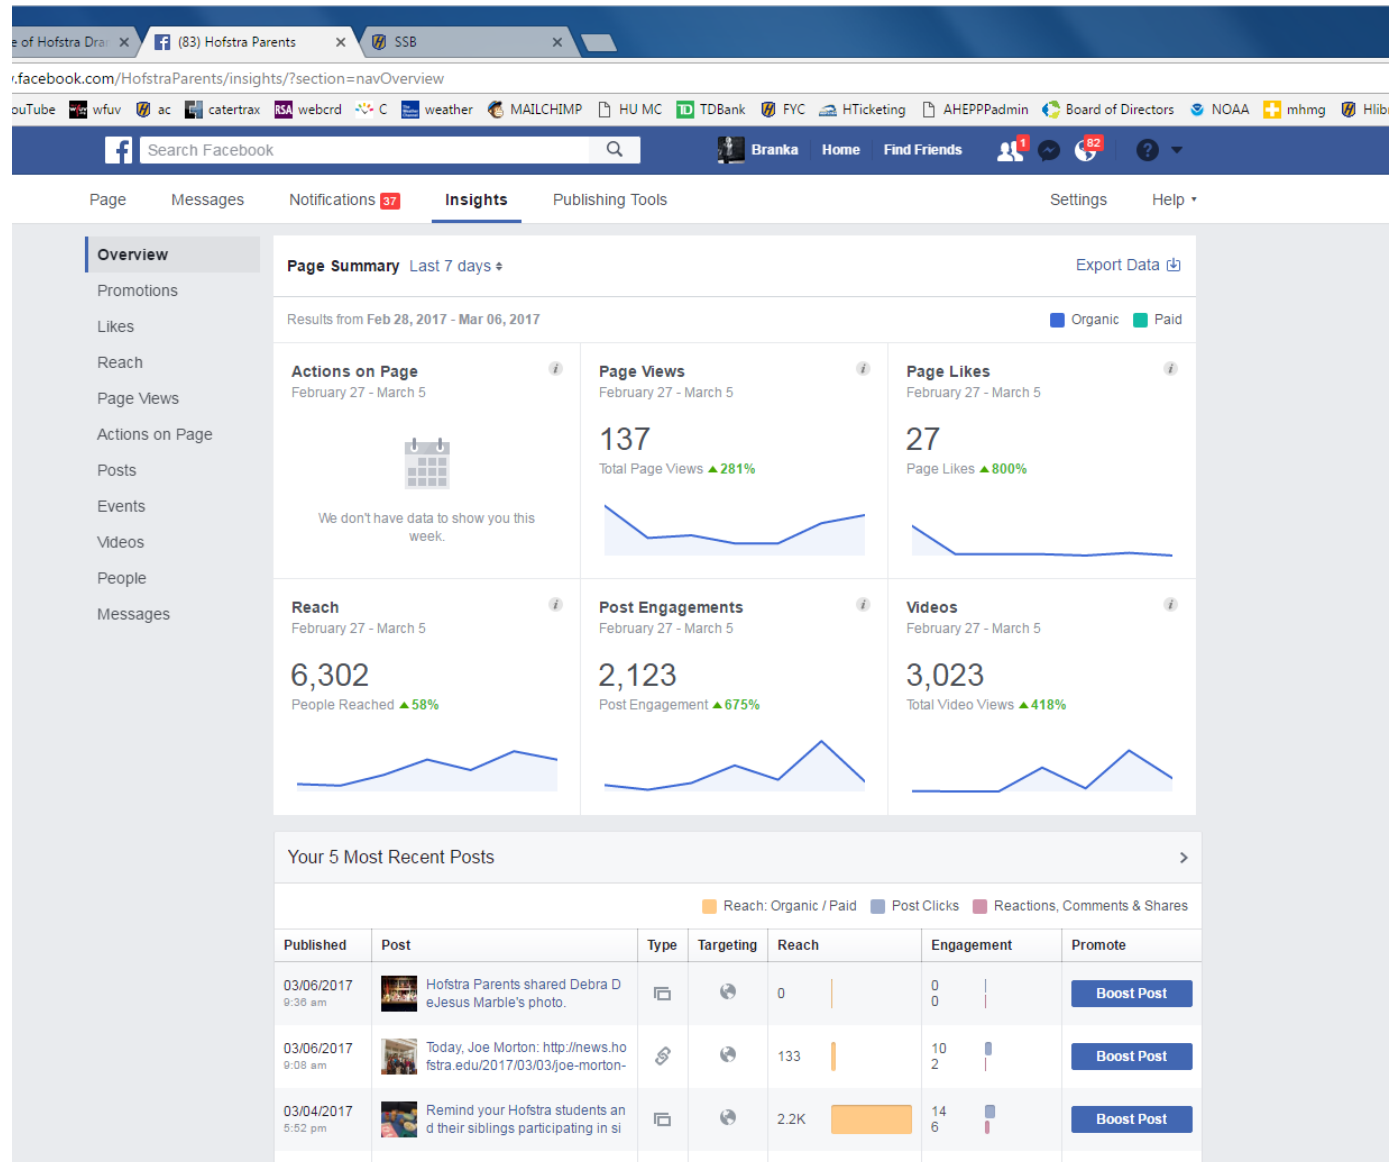 e of Hofstra Dra
(83) Hofstra Parents
SSB
.facebook.com/HofstraParents/insights/?section=navOverview
ouTube wfuv ac catertrax RSA webcrd C weather MAILCHIMP HU MC TDBank FYC HTicketing AHEPPPadmin Board of Directors NOAA mhmg Hlibr
Search Facebook Branka Home Find Friends 1 82
Page Messages Notifications 37 Insights Publishing Tools Settings Help
Overview
Promotions
Likes
Reach
Page Views
Actions on Page
Posts
Events
Videos
People
Messages
Page Summary Last 7 days Export Data
Results from Feb 28, 2017 - Mar 06, 2017 Organic Paid
Actions on Page
February 27 - March 5
We don't have data to show you this
week.
Page Views
February 27 - March 5
137
Total Page Views 281%
Page Likes
February 27 - March 5
27
Page Likes 800%
Reach
February 27 - March 5
6,302
People Reached 58%
Post Engagements
February 27 - March 5
2,123
Post Engagement 675%
Videos
February 27 - March 5
3,023
Total Video Views 418%
Your 5 Most Recent Posts
Reach: Organic / Paid Post Clicks Reactions, Comments & Shares
Published Post Type Targeting Reach Engagement Promote
03/06/2017
9:36 am
Hofstra Parents shared Debra D
eJesus Marble's photo.
0
0
0
Boost Post
03/06/2017
9:08 am
Today, Joe Morton: http://news.ho
fstra.edu/2017/03/03/joe-morton-
133
10
2
Boost Post
03/04/2017
5:52 pm
Remind your Hofstra students an
d their siblings participating in si
2.2K
14
6
Boost Post